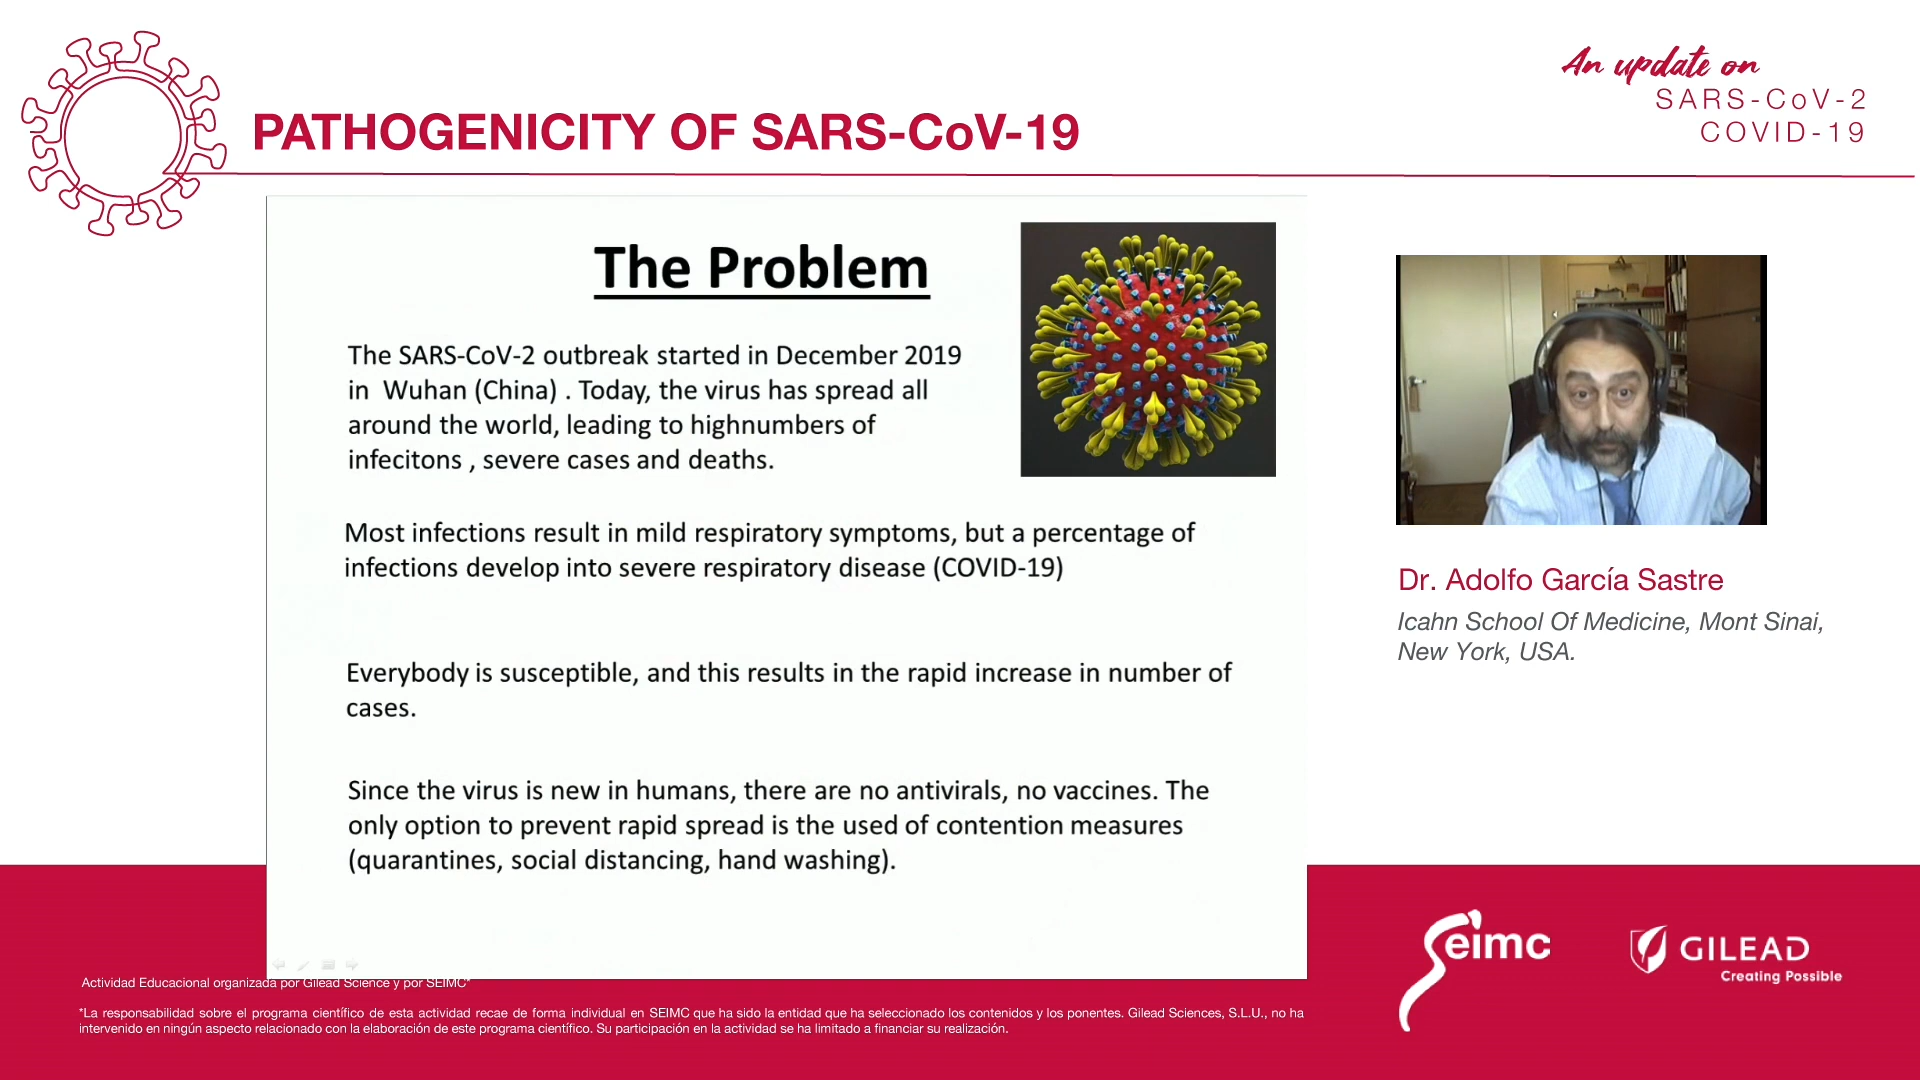 An update on
SARS-CoV-2
COVID-19
PATHOGENICITY OF SARS-CoV-19
The Problem
The SARS-CoV-2 outbreak started in December 2019
in Wuhan (China) . Today, the virus has spread all
around the world, leading to highnumbers of
infecitons , severe cases and deaths.
Most infections result in mild respiratory symptoms, but a percentage of
infections develop into severe respiratory disease (COVID-19)
Everybody is susceptible, and this results in the rapid increase in number of
cases.
Since the virus is new in humans, there are no antivirals, no vaccines. The
only option to prevent rapid spread is the used of contention measures
(quarantines, social distancing, hand washing).
Dr. Adolfo García Sastre
Icahn School Of Medicine, Mont Sinai,
New York, USA.
Seimc
GILEAD
Creating Possible
Actividad Educacional organizada por Gilead Science y por SEIMC*
*La responsabilidad sobre el programa científico de esta actividad recae de forma individual en SEIMC que ha sido la entidad que ha seleccionado los contenidos y los ponentes. Gilead Sciences, S.L.U., no ha
intervenido en ningún aspecto relacionado con la elaboración de este programa científico. Su participación en la actividad se ha limitado a financiar su realización.